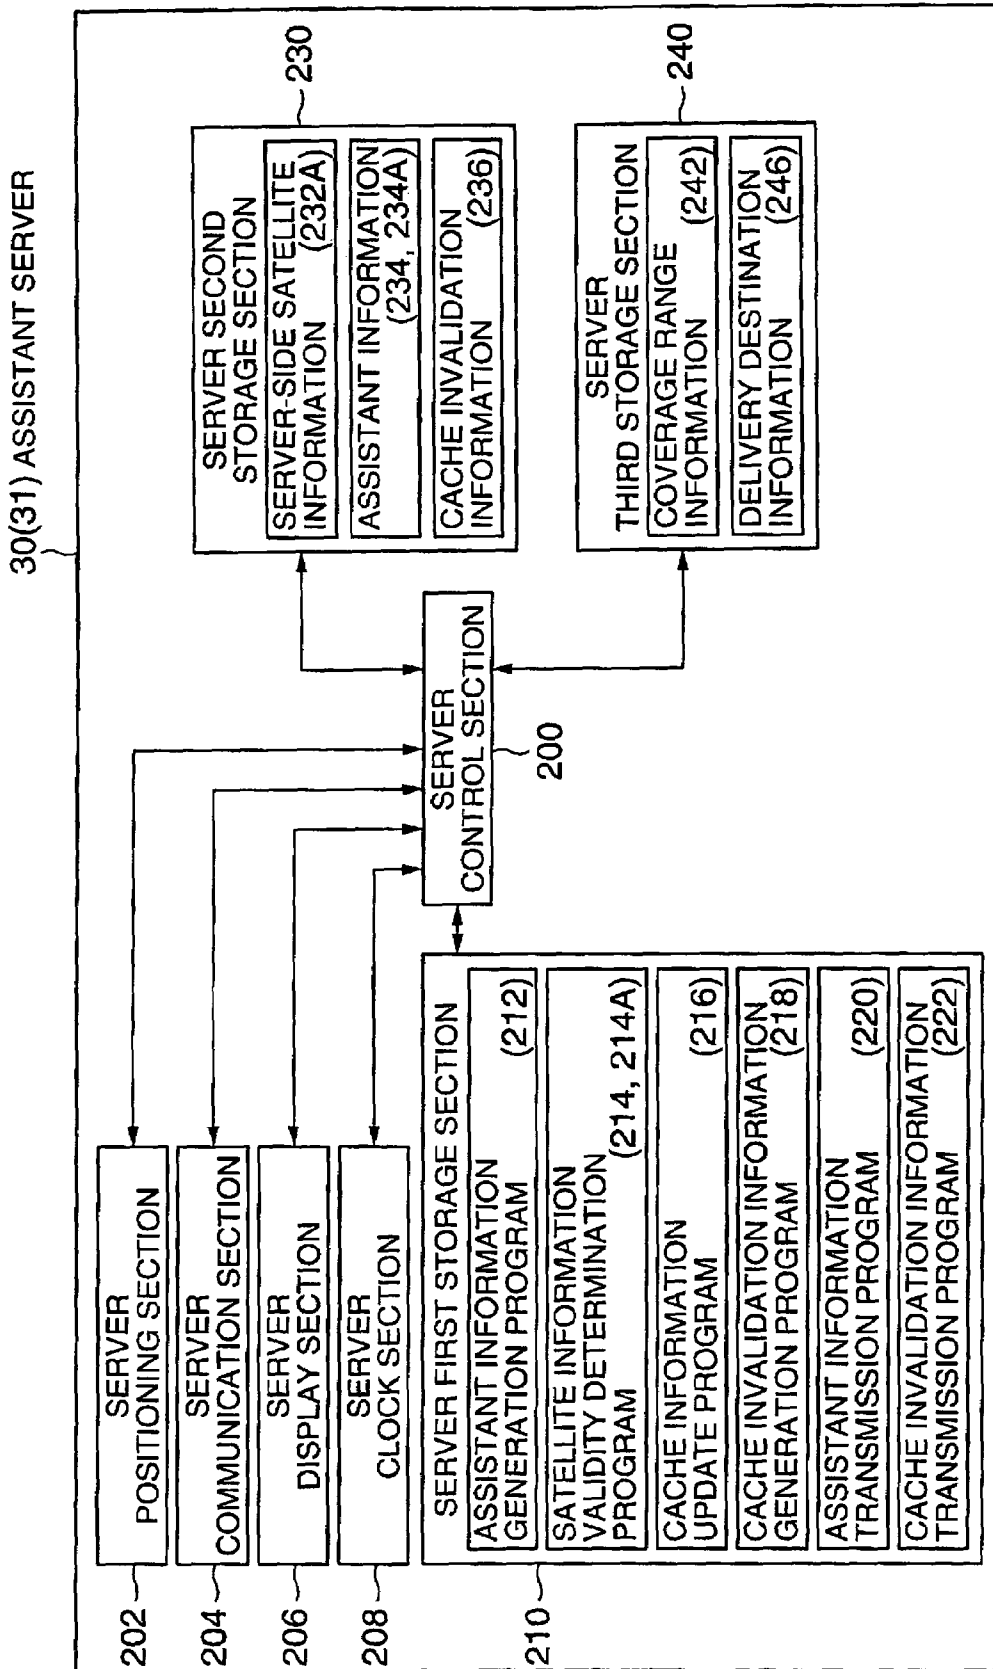 30(31) ASSISTANT SERVER
202
SERVER
POSITIONING SECTION
204
SERVER
COMMUNICATION SECTION
206
SERVER
DISPLAY SECTION
208
SERVER
CLOCK SECTION
210
SERVER FIRST STORAGE SECTION
ASSISTANT INFORMATION
GENERATION PROGRAM (212)
SATELLITE INFORMATION
VALIDITY DETERMINATION
PROGRAM (214, 214A)
CACHE INFORMATION
UPDATE PROGRAM (216)
CACHE INVALIDATION INFORMATION
GENERATION PROGRAM (218)
ASSISTANT INFORMATION
TRANSMISSION PROGRAM (220)
CACHE INVALIDATION INFORMATION
TRANSMISSION PROGRAM (222)
SERVER
CONTROL SECTION
200
230
SERVER SECOND
STORAGE SECTION
SERVER-SIDE SATELLITE
INFORMATION (232A)
ASSISTANT INFORMATION
(234, 234A)
CACHE INVALIDATION
INFORMATION (236)
240
SERVER
THIRD STORAGE SECTION
COVERAGE RANGE
INFORMATION (242)
DELIVERY DESTINATION
INFORMATION (246)